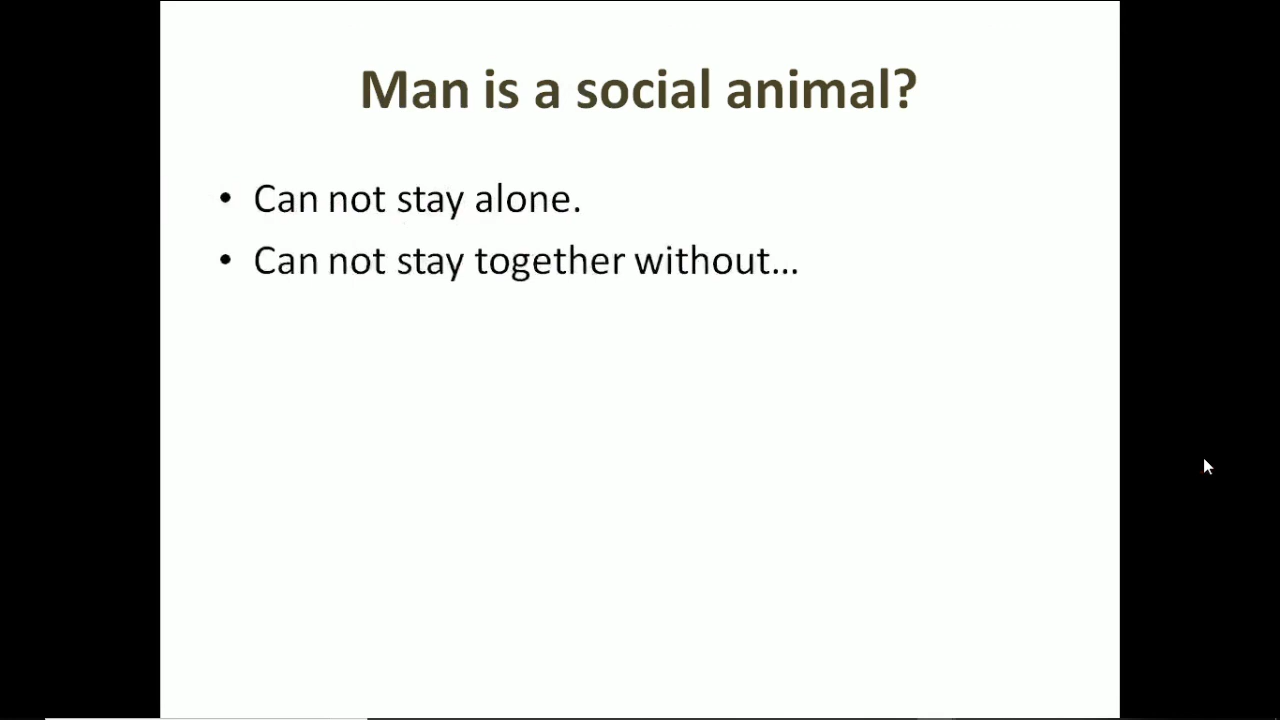 Man is a social animal?
• Can not stay alone.
• Can not stay together without...